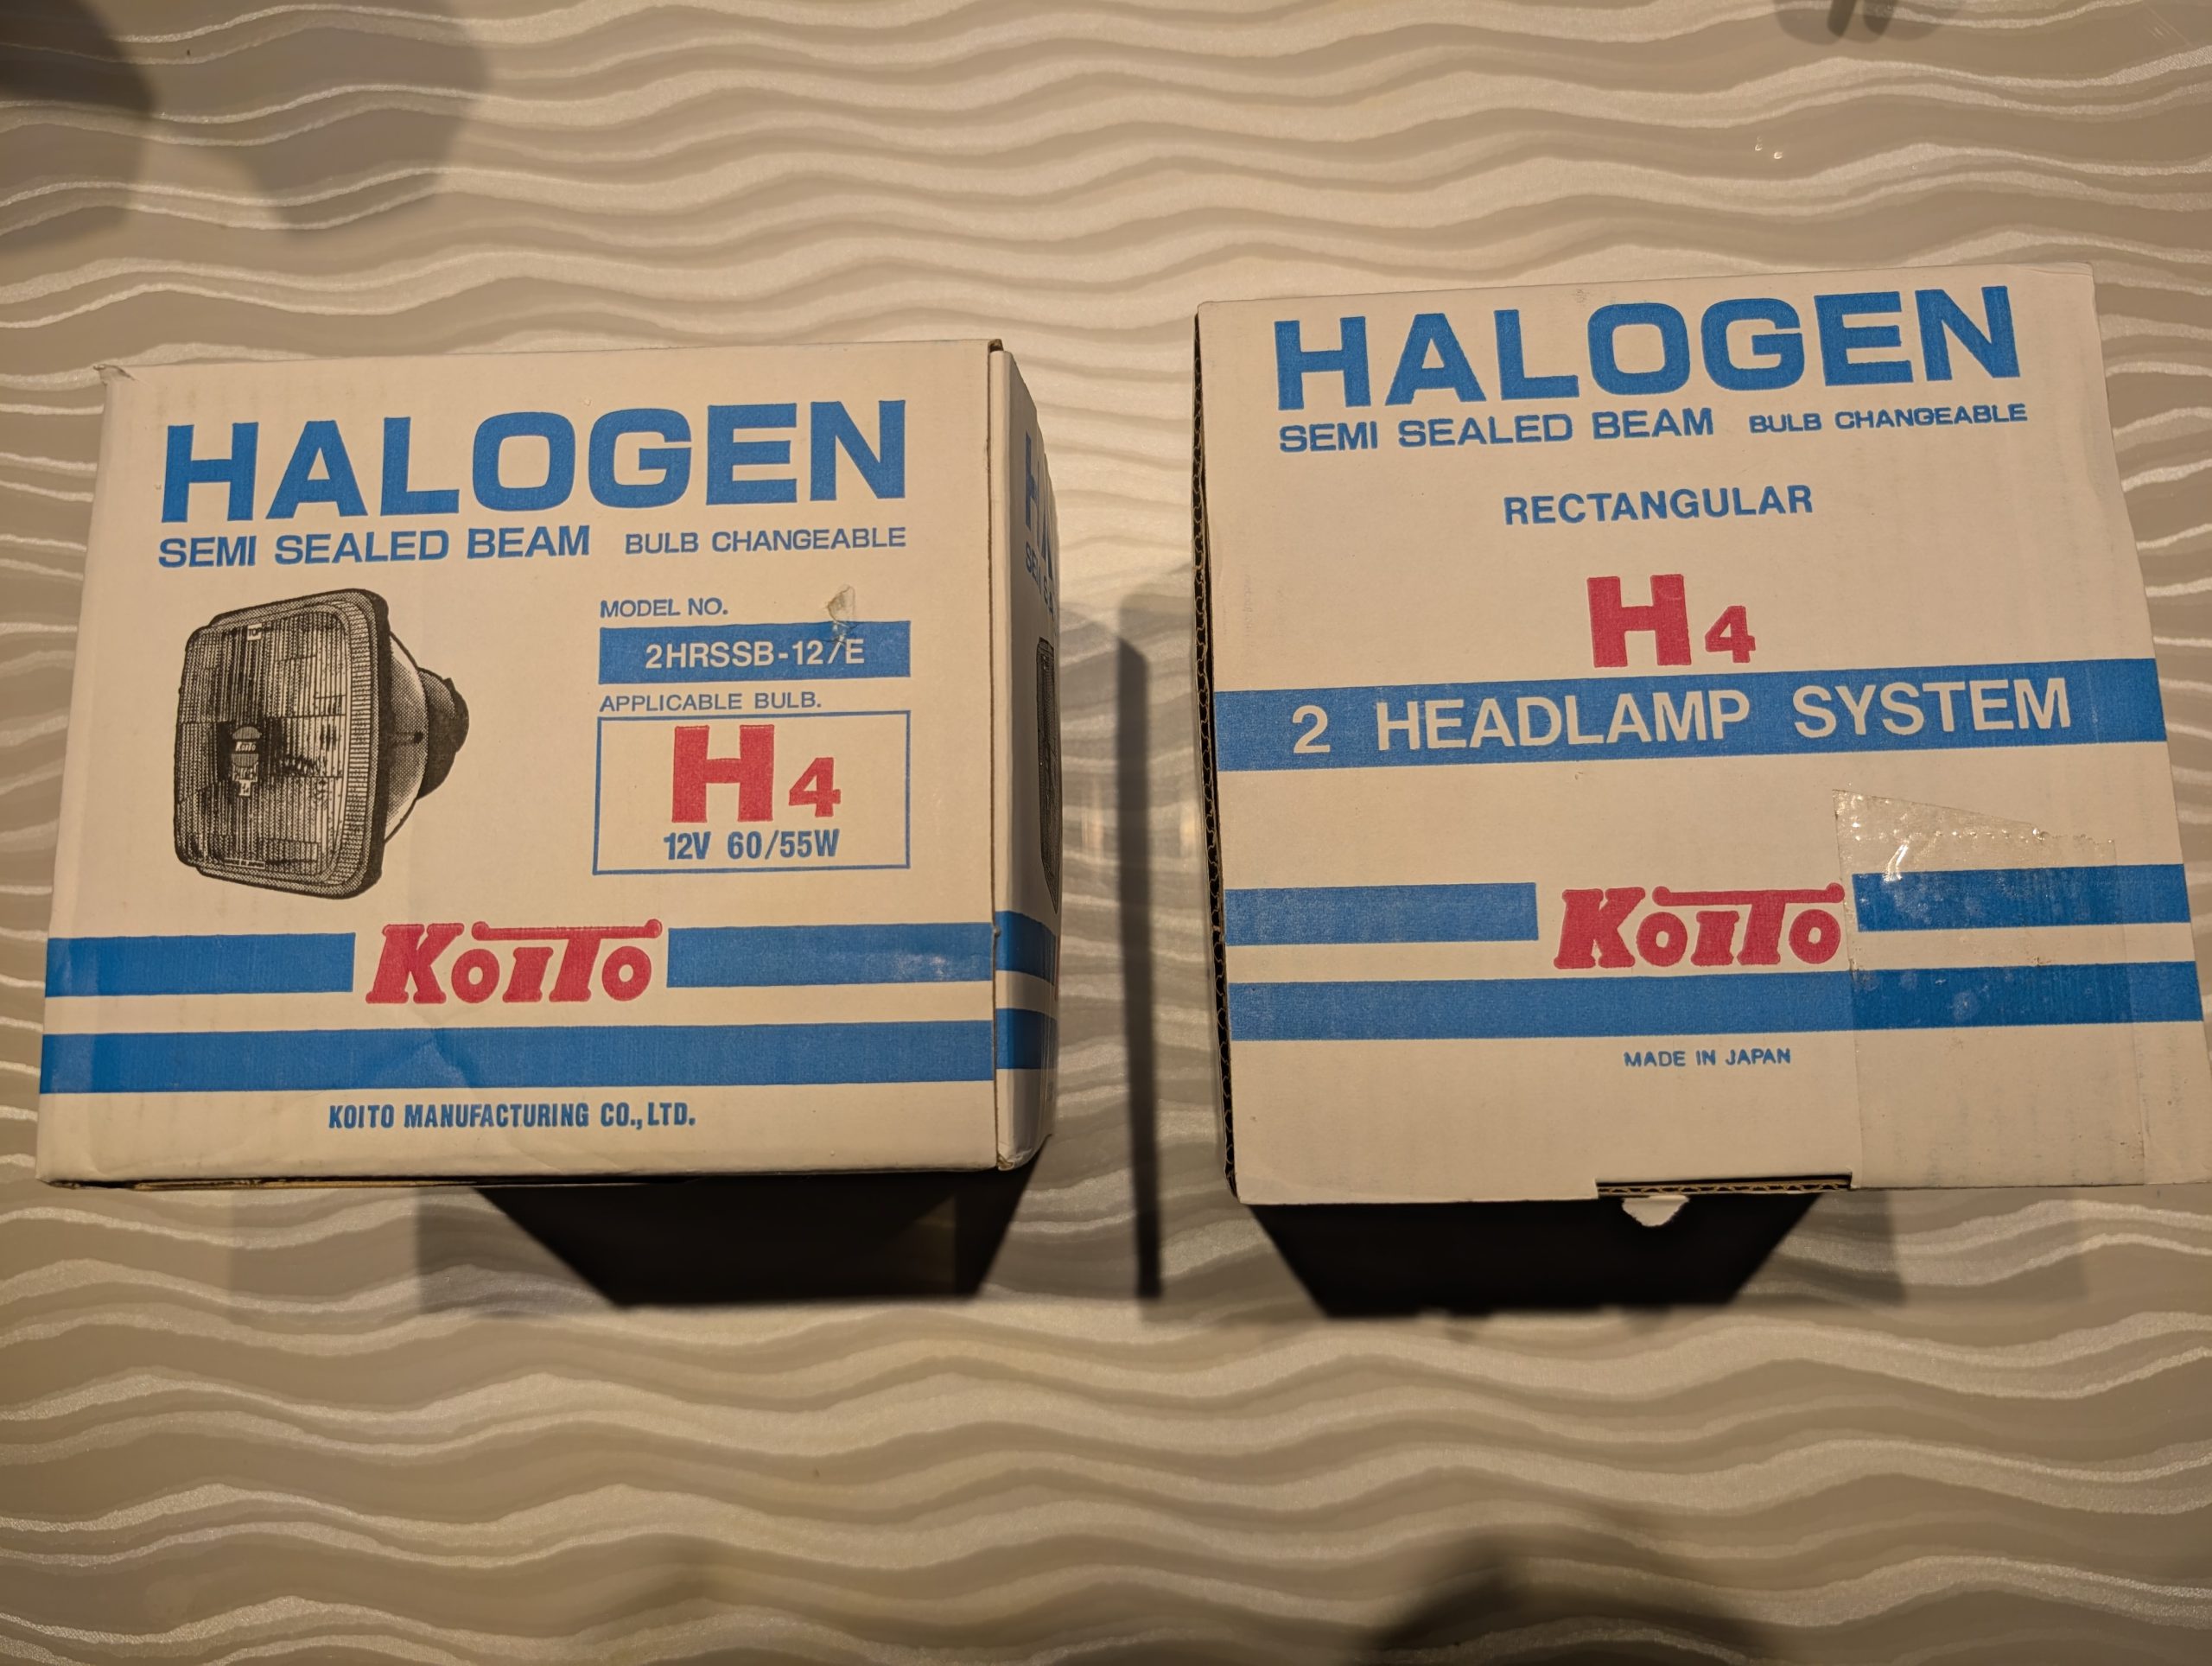 HALOGEN
SEMI SEALED BEAM BULB CHANGEABLE
MODEL NO.
2HRSSB-12/E
APPLICABLE BULB.
H4
12V 60/55W
KOITO
KOITO MANUFACTURING CO., LTD.
HALOGEN
SEMI SEALED BEAM BULB CHANGEABLE
RECTANGULAR
H4
2 HEADLAMP SYSTEM
KOITO
MADE IN JAPAN